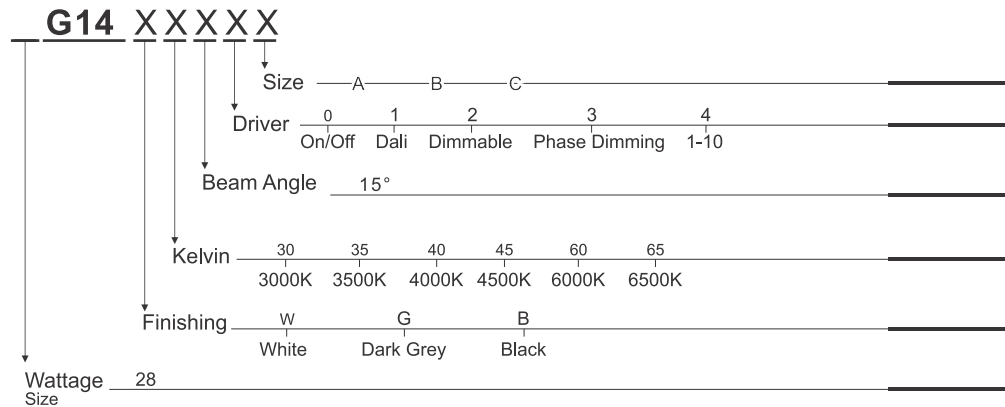 G14 X X X X X
Size A B C
0 1 2 3 4
Driver
On/Off Dali Dimmable Phase Dimming 1-10
Beam Angle 15°
30 35 40 45 60 65
Kelvin
3000K 3500K 4000K 4500K 6000K 6500K
Finishing W G B
White Dark Grey Black
Wattage 28
Size